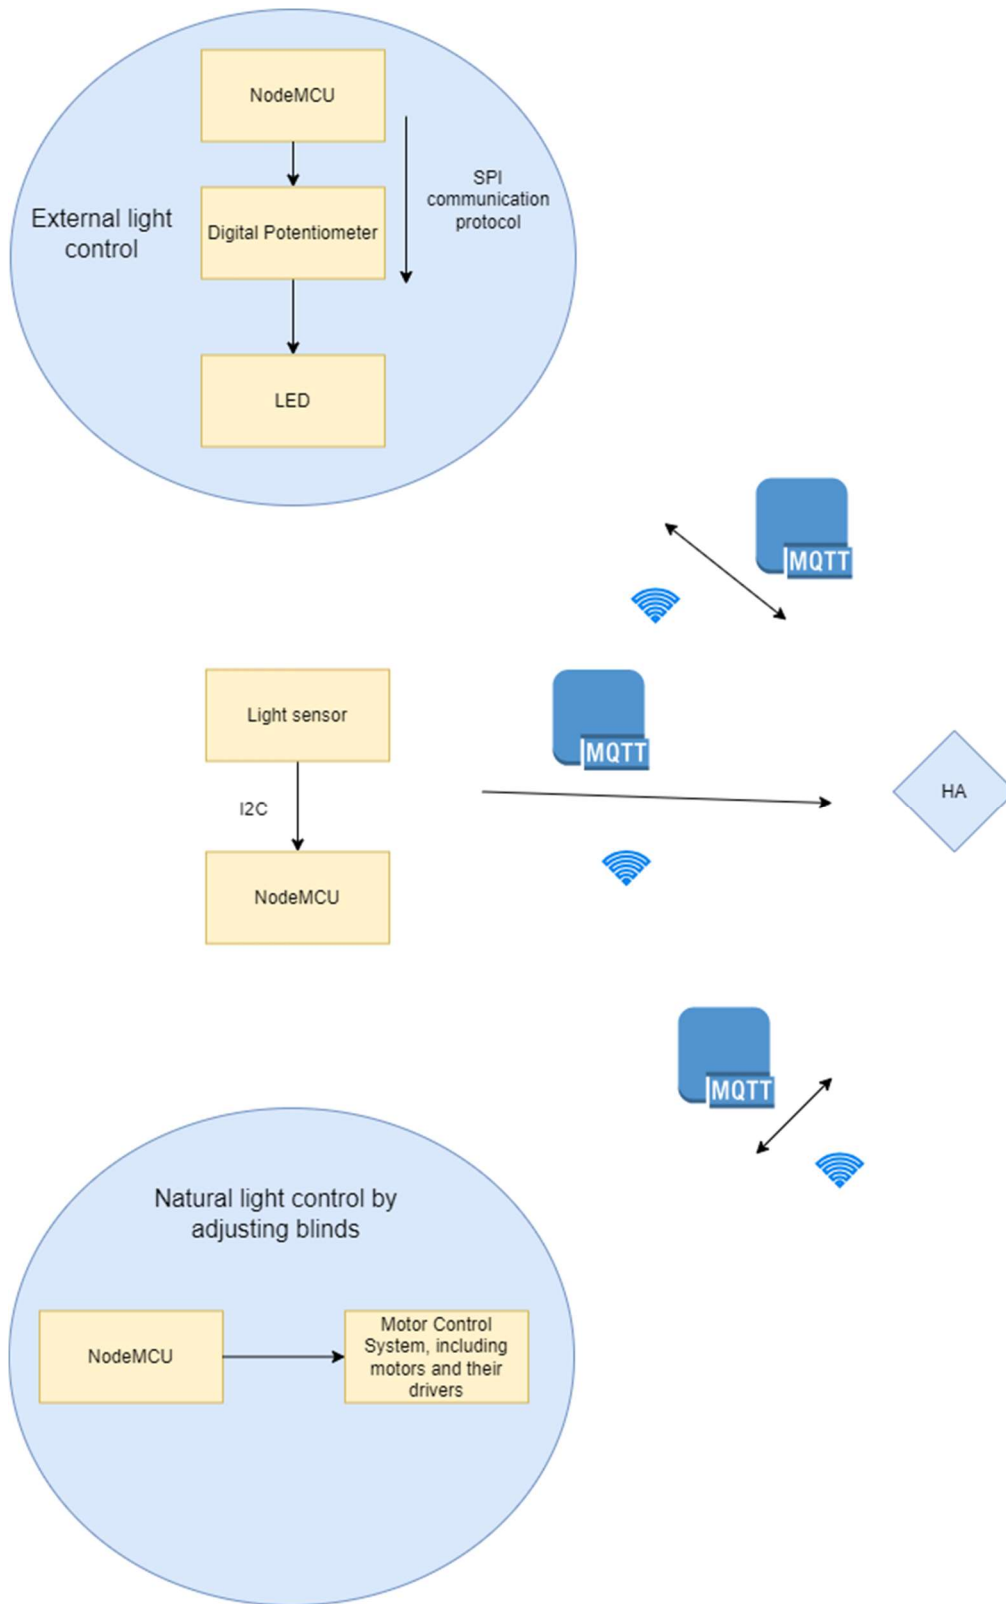 NodeMCU
SPI
communication
protocol
External light
control
Digital Potentiometer
LED
MQTT
Light sensor
MQTT
I2C
HA
NodeMCU
MQTT
Natural light control by
adjusting blinds
NodeMCU
Motor Control
System, including
motors and their
drivers